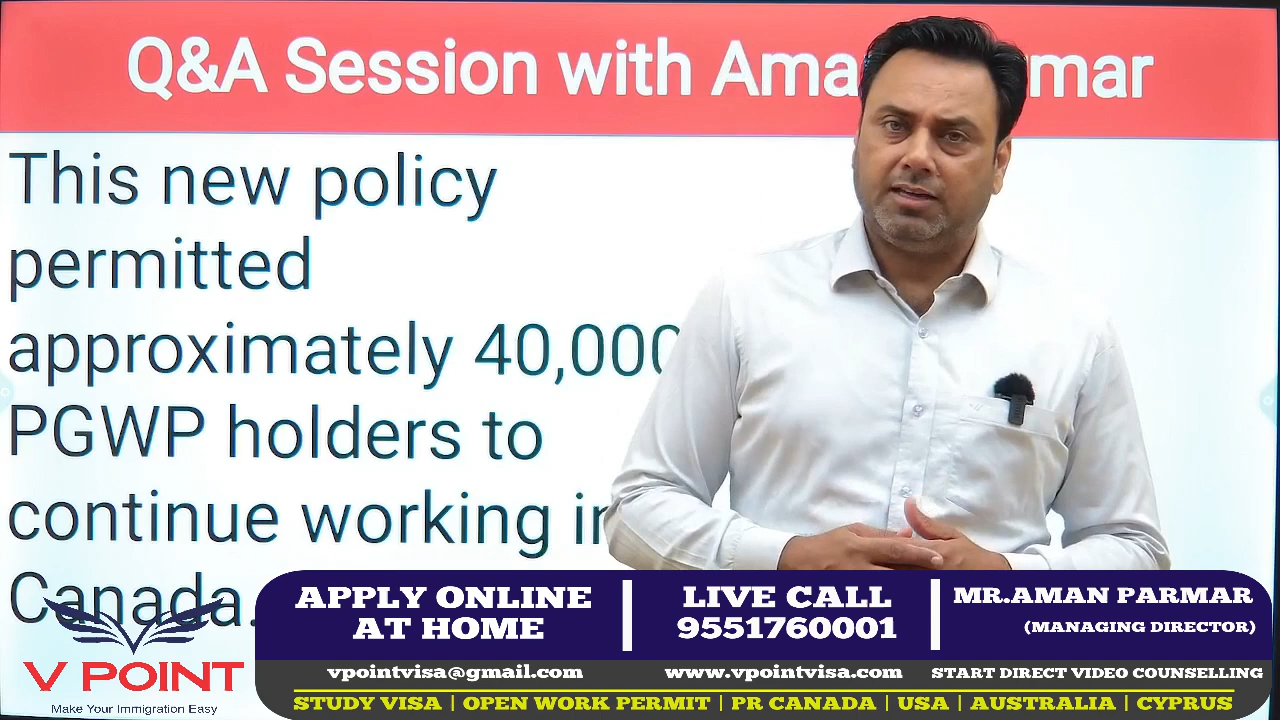 Q&A Session with Ama mar
This new policy
permitted
approximately 40,000
PGWP holders to
continue working in
Canada.
V POINT
Make Your Immigration Easy
APPLY ONLINE
AT HOME
LIVE CALL
9551760001
MR.AMAN PARMAR
(MANAGING DIRECTOR)
vpointvisa@gmail.com
www.vpointvisa.com
START DIRECT VIDEO COUNSELLING
STUDY VISA | OPEN WORK PERMIT | PR CANADA | USA | AUSTRALIA | CYPRUS